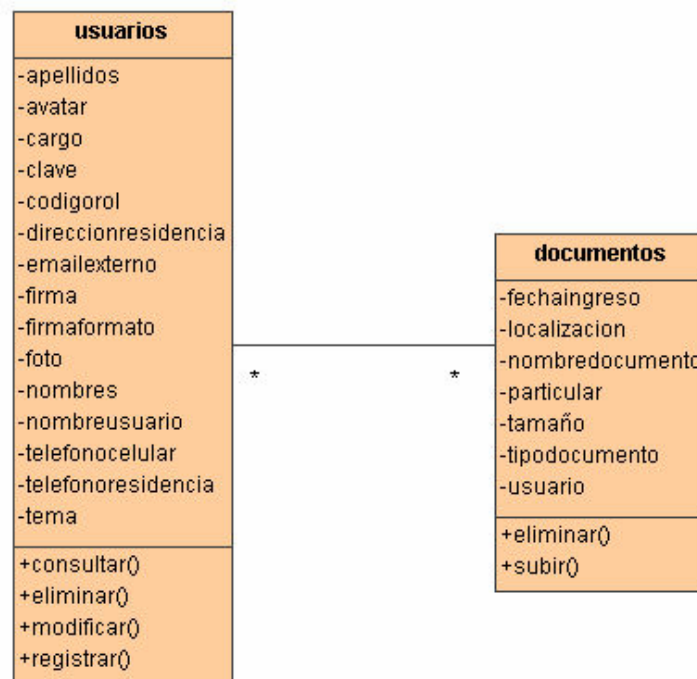 usuarios
-apellidos
-avatar
-cargo
-clave
-codigorol
-direccionresidencia
-emailexterno
-firma
-firmaformato
-foto
-nombres
-nombreusuario
-telefonocelular
-telefonoresidencia
-tema
+consultar()
+eliminar()
+modificar()
+registrar()
* *
documentos
-fechaingreso
-localizacion
-nombredocumento
-particular
-tamaño
-tipodocumento
-usuario
+eliminar()
+subir()